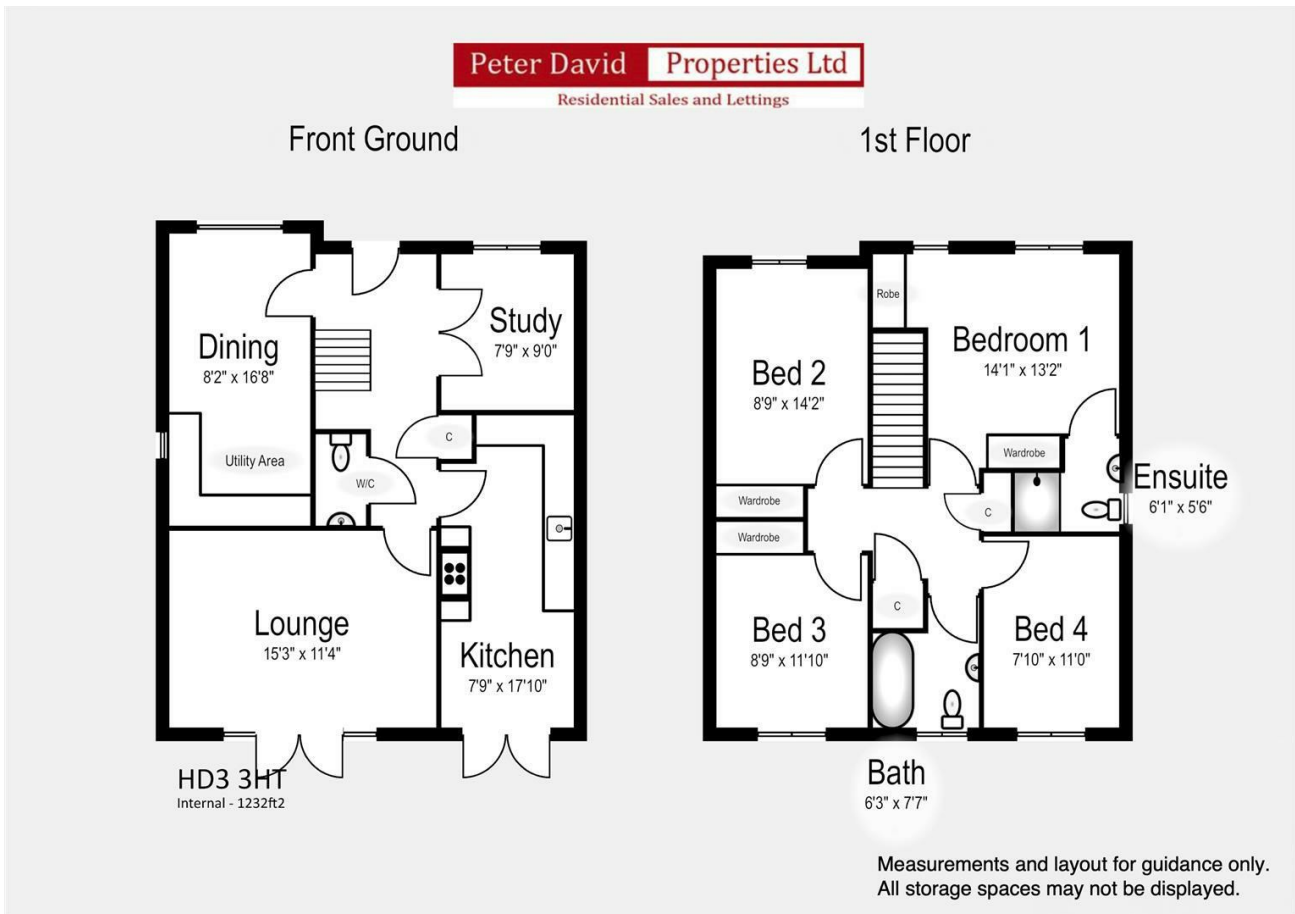 Peter David Properties Ltd
Residential Sales and Lettings
Front Ground
1st Floor
Dining
8'2" x 16'8"
Utility Area
Study
7'9" x 9'0"
C
W/C
Lounge
15'3" x 11'4"
Kitchen
7'9" x 17'10"
HD3 3HT
Internal - 1232ft2
Robe
Bedroom 1
14'1" x 13'2"
Bed 2
8'9" x 14'2"
Wardrobe
Ensuite
6'1" x 5'6"
Wardrobe
Wardrobe
C
C
Bed 3
8'9" x 11'10"
Bed 4
7'10" x 11'0"
Bath
6'3" x 7'7"
Measurements and layout for guidance only.
All storage spaces may not be displayed.